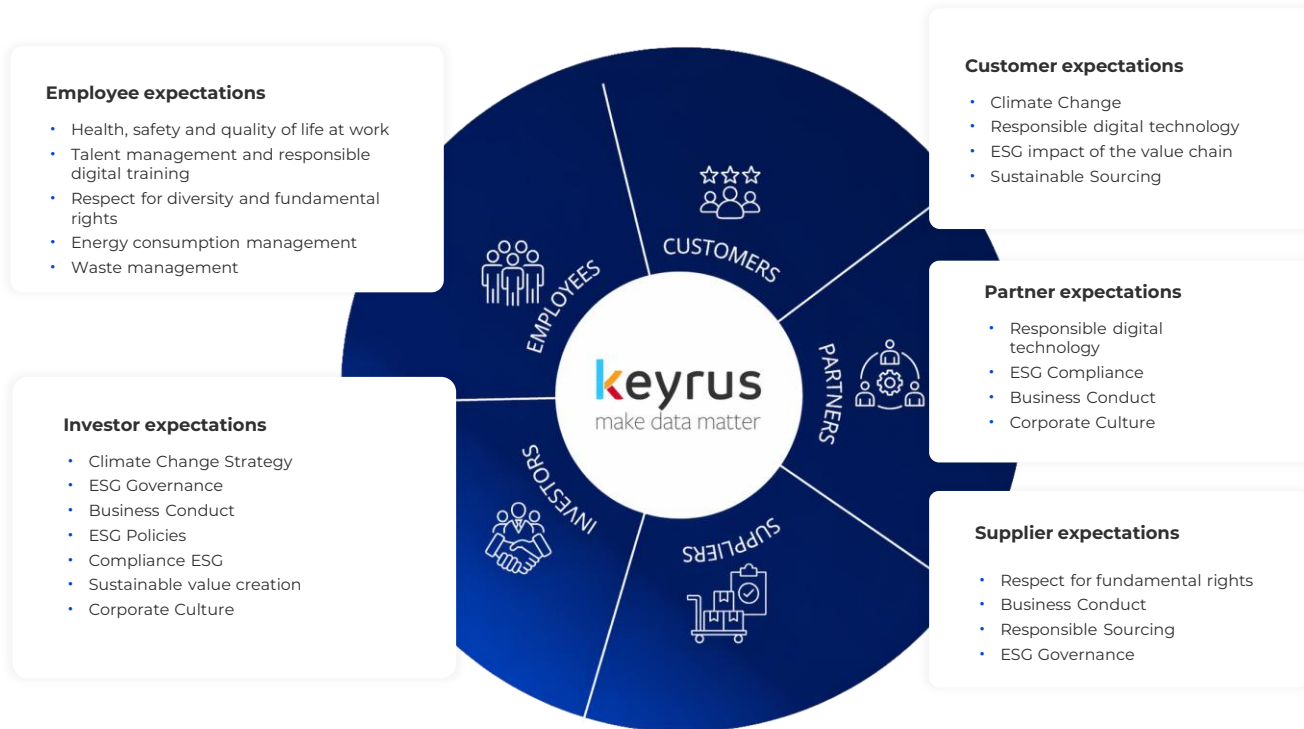 Employee expectations
• Health, safety and quality of life at work
• Talent management and responsible
digital training
• Respect for diversity and fundamental
rights
• Energy consumption management
• Waste management
Customer expectations
• Climate Change
• Responsible digital technology
• ESG impact of the value chain
• Sustainable Sourcing
Partner expectations
• Responsible digital
technology
• ESG Compliance
• Business Conduct
• Corporate Culture
Investor expectations
• Climate Change Strategy
• ESG Governance
• Business Conduct
• ESG Policies
• Compliance ESG
• Sustainable value creation
• Corporate Culture
Supplier expectations
• Respect for fundamental rights
• Business Conduct
• Responsible Sourcing
• ESG Governance
CUSTOMERS
EMPLOYEES
PARTNERS
INVESTORS
SUPPLIERS
keyrus
make data matter